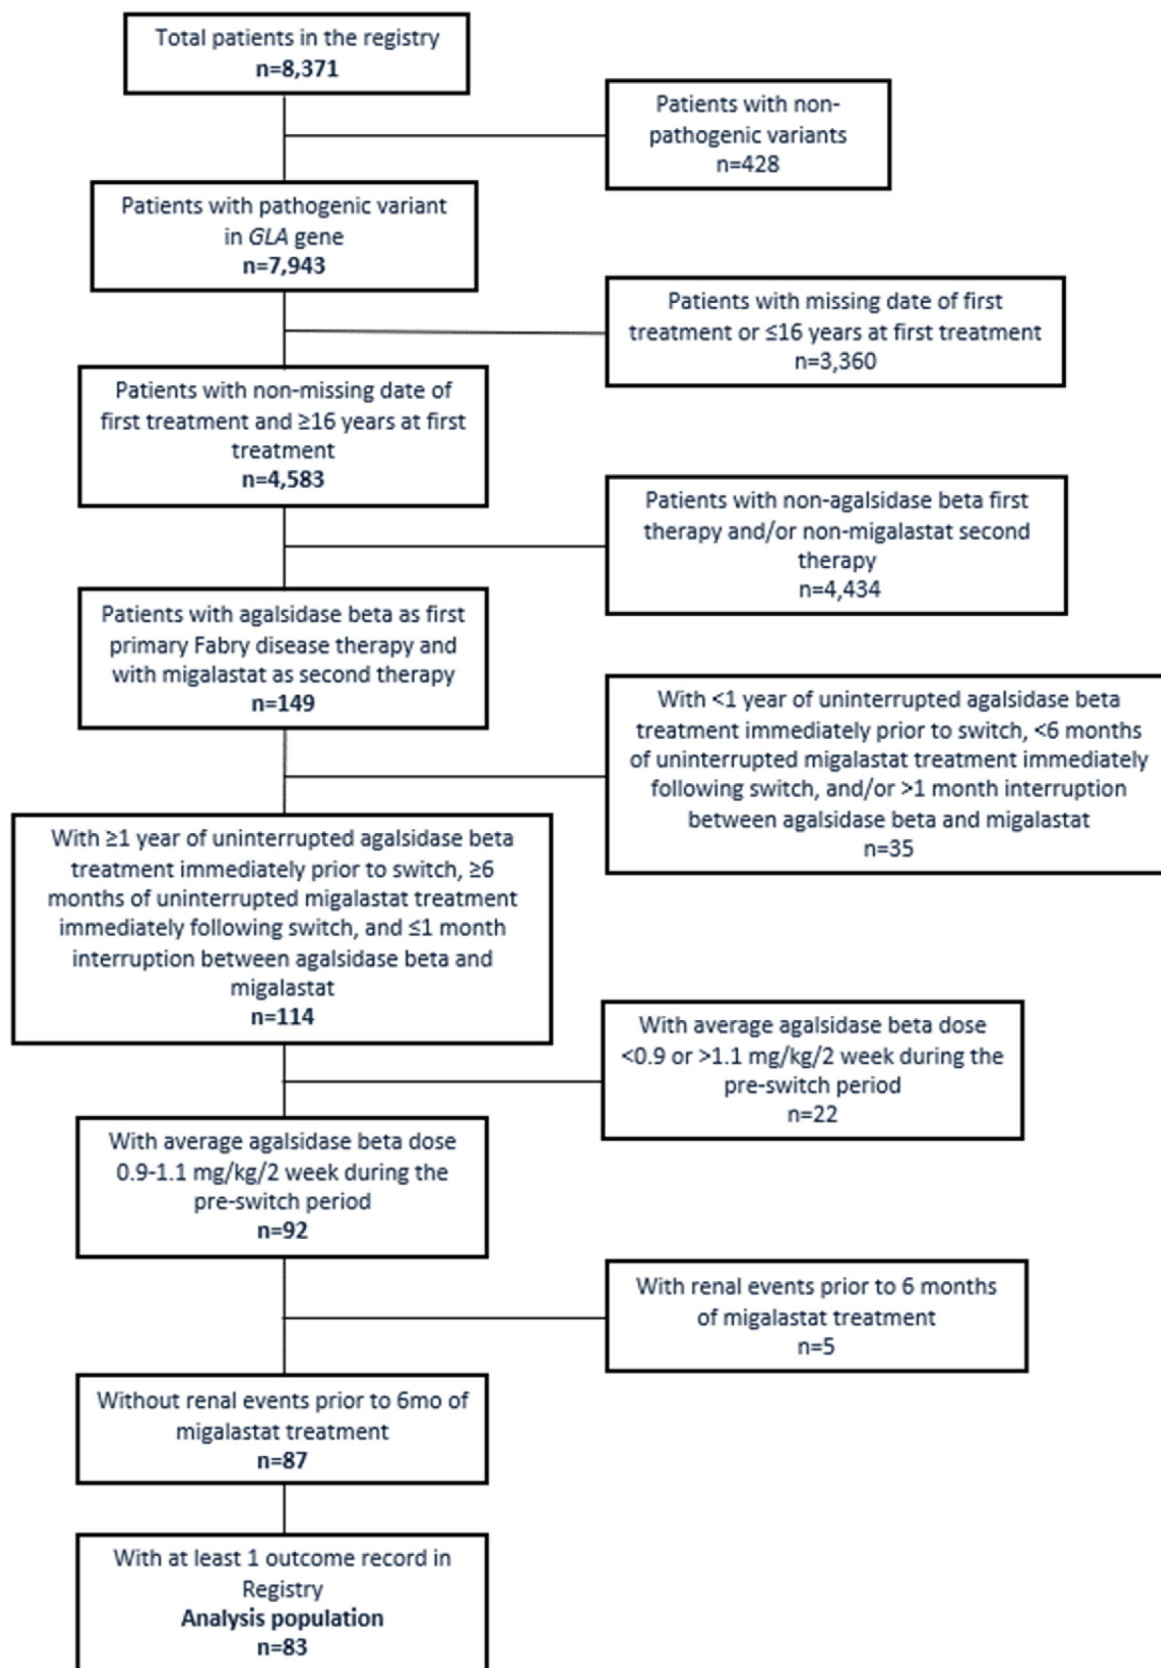 Total patients in the registry
n=8,371
Patients with non-
pathogenic variants
n=428
Patients with pathogenic variant
in GLA gene
n=7,943
Patients with missing date of first
treatment or ≤16 years at first treatment
n=3,360
Patients with non-missing date of
first treatment and ≥16 years at first
treatment
n=4,583
Patients with non-agalsidase beta first
therapy and/or non-migalastat second
therapy
n=4,434
Patients with agalsidase beta as first
primary Fabry disease therapy and
with migalastat as second therapy
n=149
With <1 year of uninterrupted agalsidase beta
treatment immediately prior to switch, <6 months
of uninterrupted migalastat treatment immediately
following switch, and/or >1 month interruption
between agalsidase beta and migalastat
n=35
With ≥1 year of uninterrupted agalsidase beta
treatment immediately prior to switch, ≥6
months of uninterrupted migalastat treatment
immediately following switch, and ≤1 month
interruption between agalsidase beta and
migalastat
n=114
With average agalsidase beta dose
<0.9 or >1.1 mg/kg/2 week during the
pre-switch period
n=22
With average agalsidase beta dose
0.9-1.1 mg/kg/2 week during the
pre-switch period
n=92
With renal events prior to 6 months
of migalastat treatment
n=5
Without renal events prior to 6mo of
migalastat treatment
n=87
With at least 1 outcome record in
Registry
Analysis population
n=83